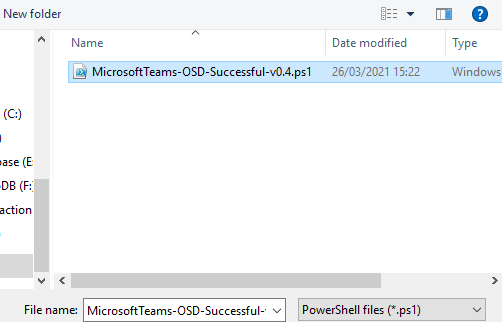 New folder
Name Date modified Type
MicrosoftTeams-OSD-Successful-v0.4.ps1 26/03/2021 15:22 Windows
(C:)
)
base (E
DB (F:)
action
File name: MicrosoftTeams-OSD-Successful- PowerShell files (*.ps1)